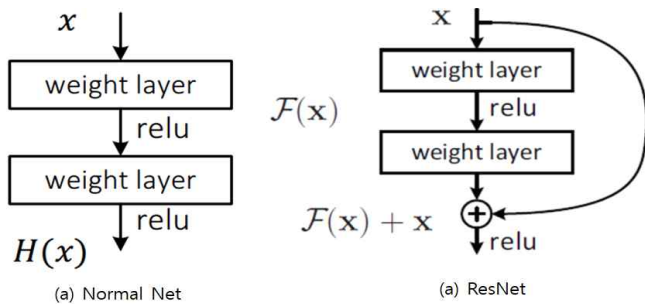 x
weight layer
relu
weight layer
relu
H(x)
(a) Normal Net
x
weight layer
F(x)
relu
weight layer
F(x) + x
relu
(a) ResNet